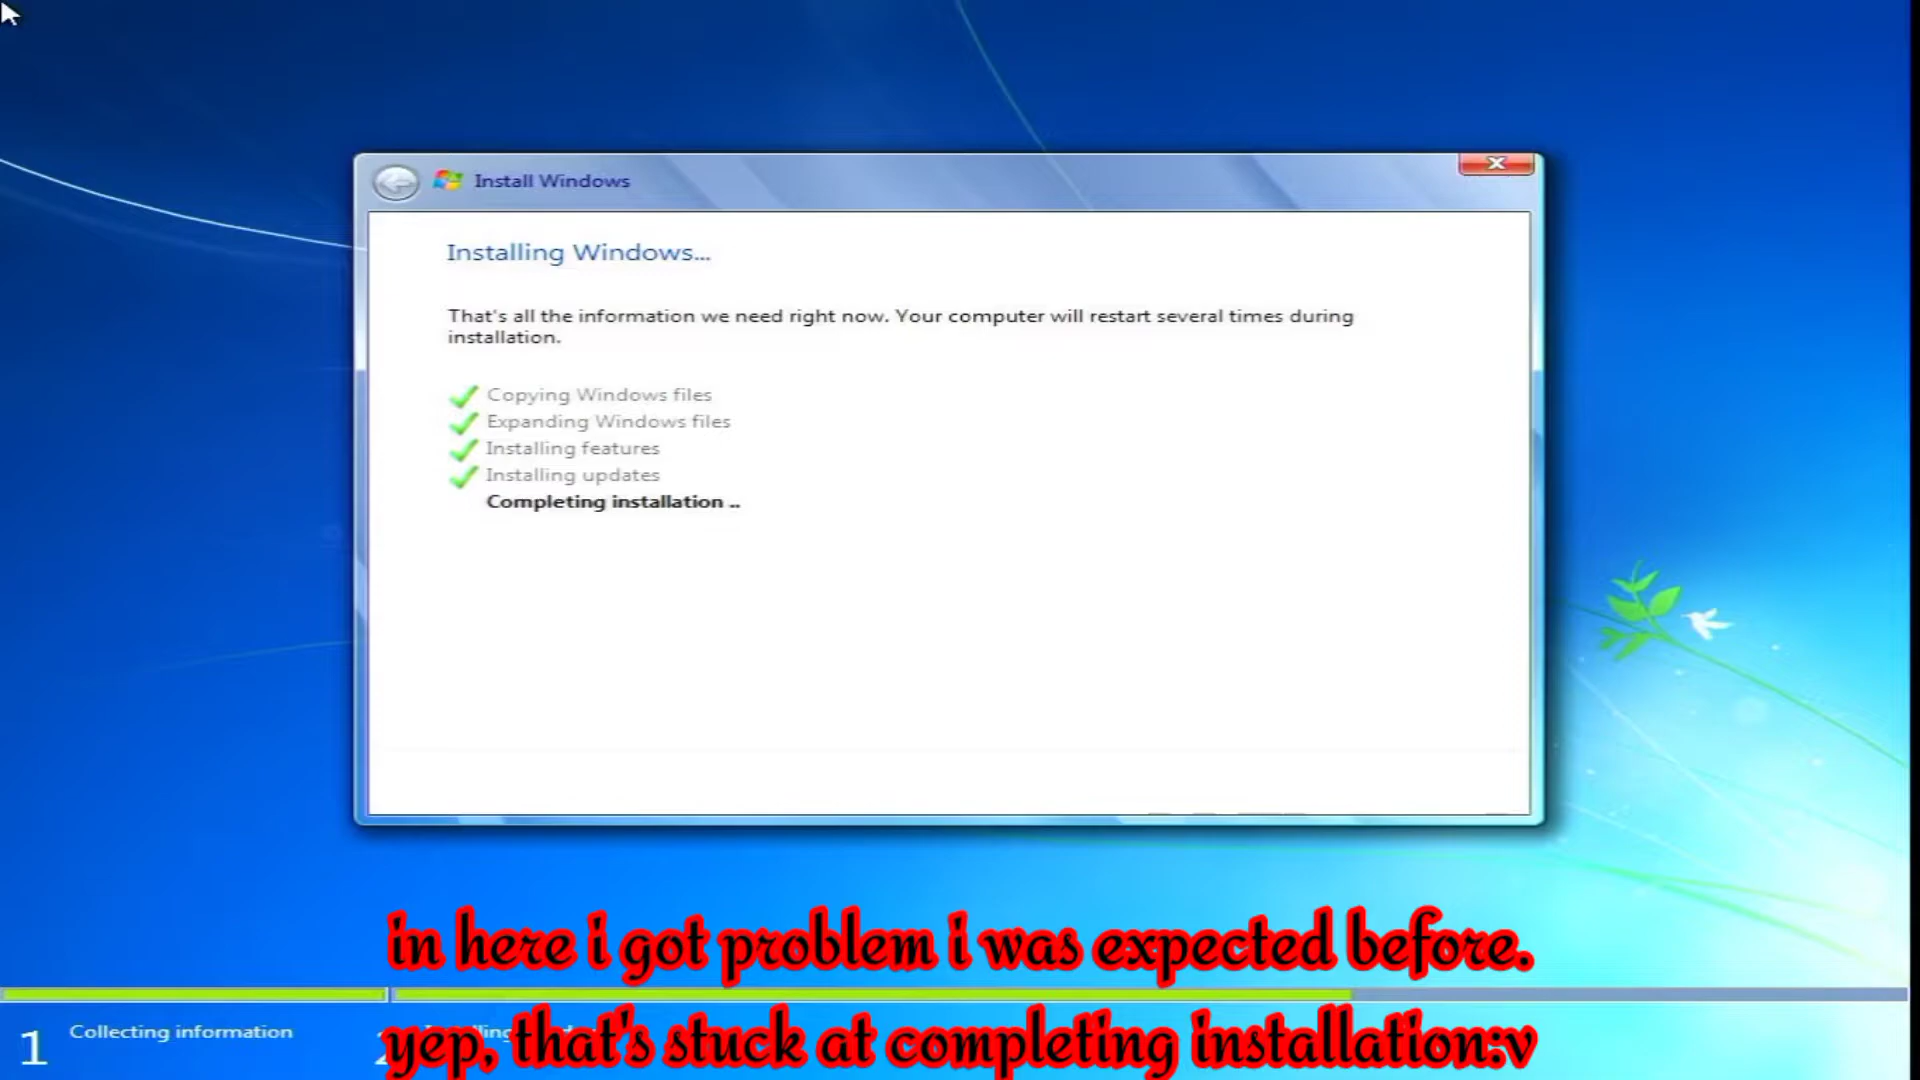 Install Windows
Installing Windows...
That's all the information we need right now. Your computer will restart several times during
installation.
Copying Windows files
Expanding Windows files
Installing features
Installing updates
Completing installation ..
in here i got problem i was expected before.
1 Collecting information
2
yep, that's stuck at completing installation:v